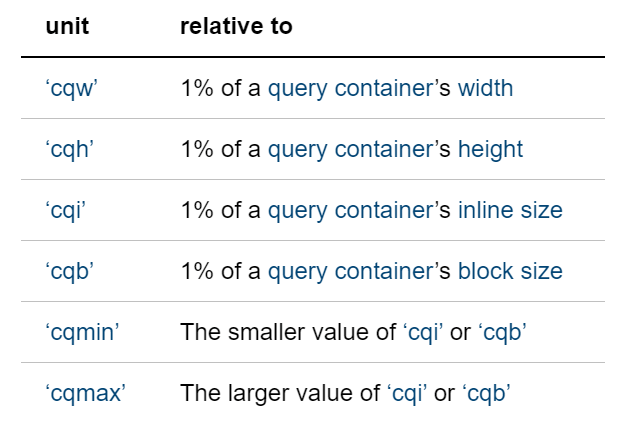 unit relative to
‘cqw’ 1% of a query container’s width
‘cqh’ 1% of a query container’s height
‘cqi’ 1% of a query container’s inline size
‘cqb’ 1% of a query container’s block size
‘cqmin’ The smaller value of ‘cqi’ or ‘cqb’
‘cqmax’ The larger value of ‘cqi’ or ‘cqb’